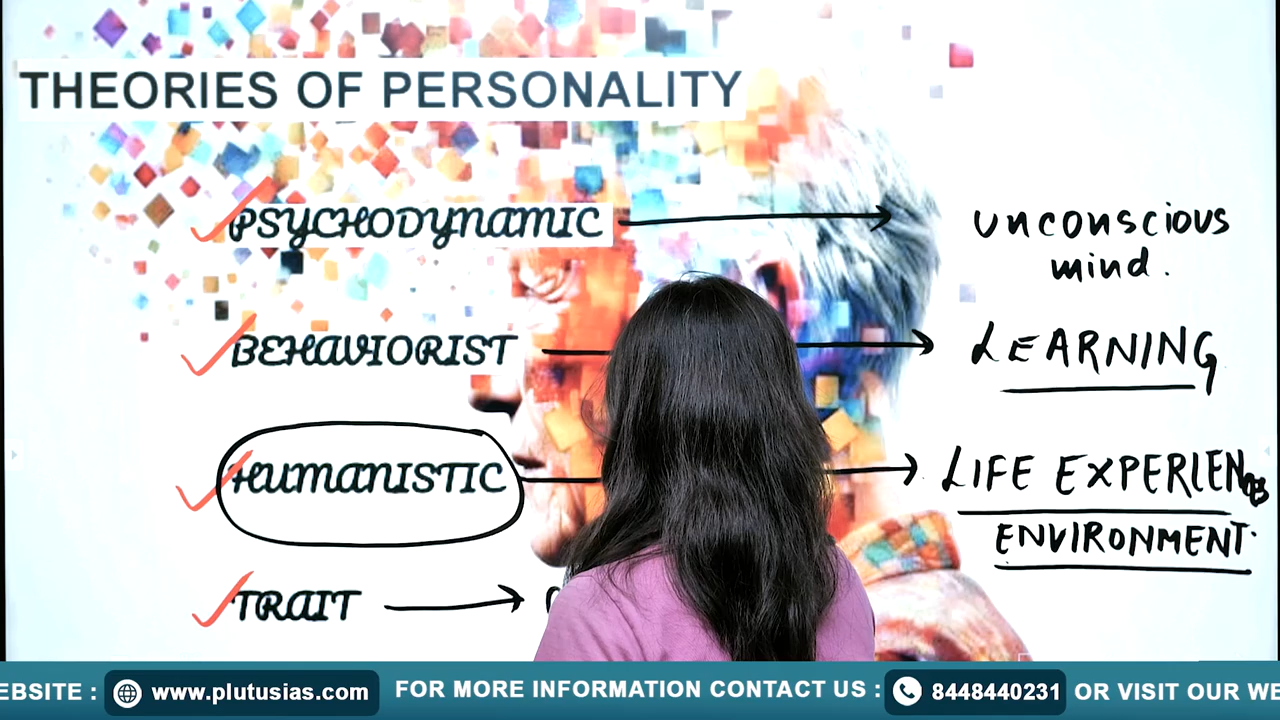 THEORIES OF PERSONALITY
PSYCHODYNAMIC → unconscious
mind.
BEHAVIORIST → LEARNING
HUMANISTIC → LIFE EXPERIEN
ENVIRONMENT.
TRAIT →
EBSITE : www.plutusias.com FOR MORE INFORMATION CONTACT US : 8448440231 OR VISIT OUR WE